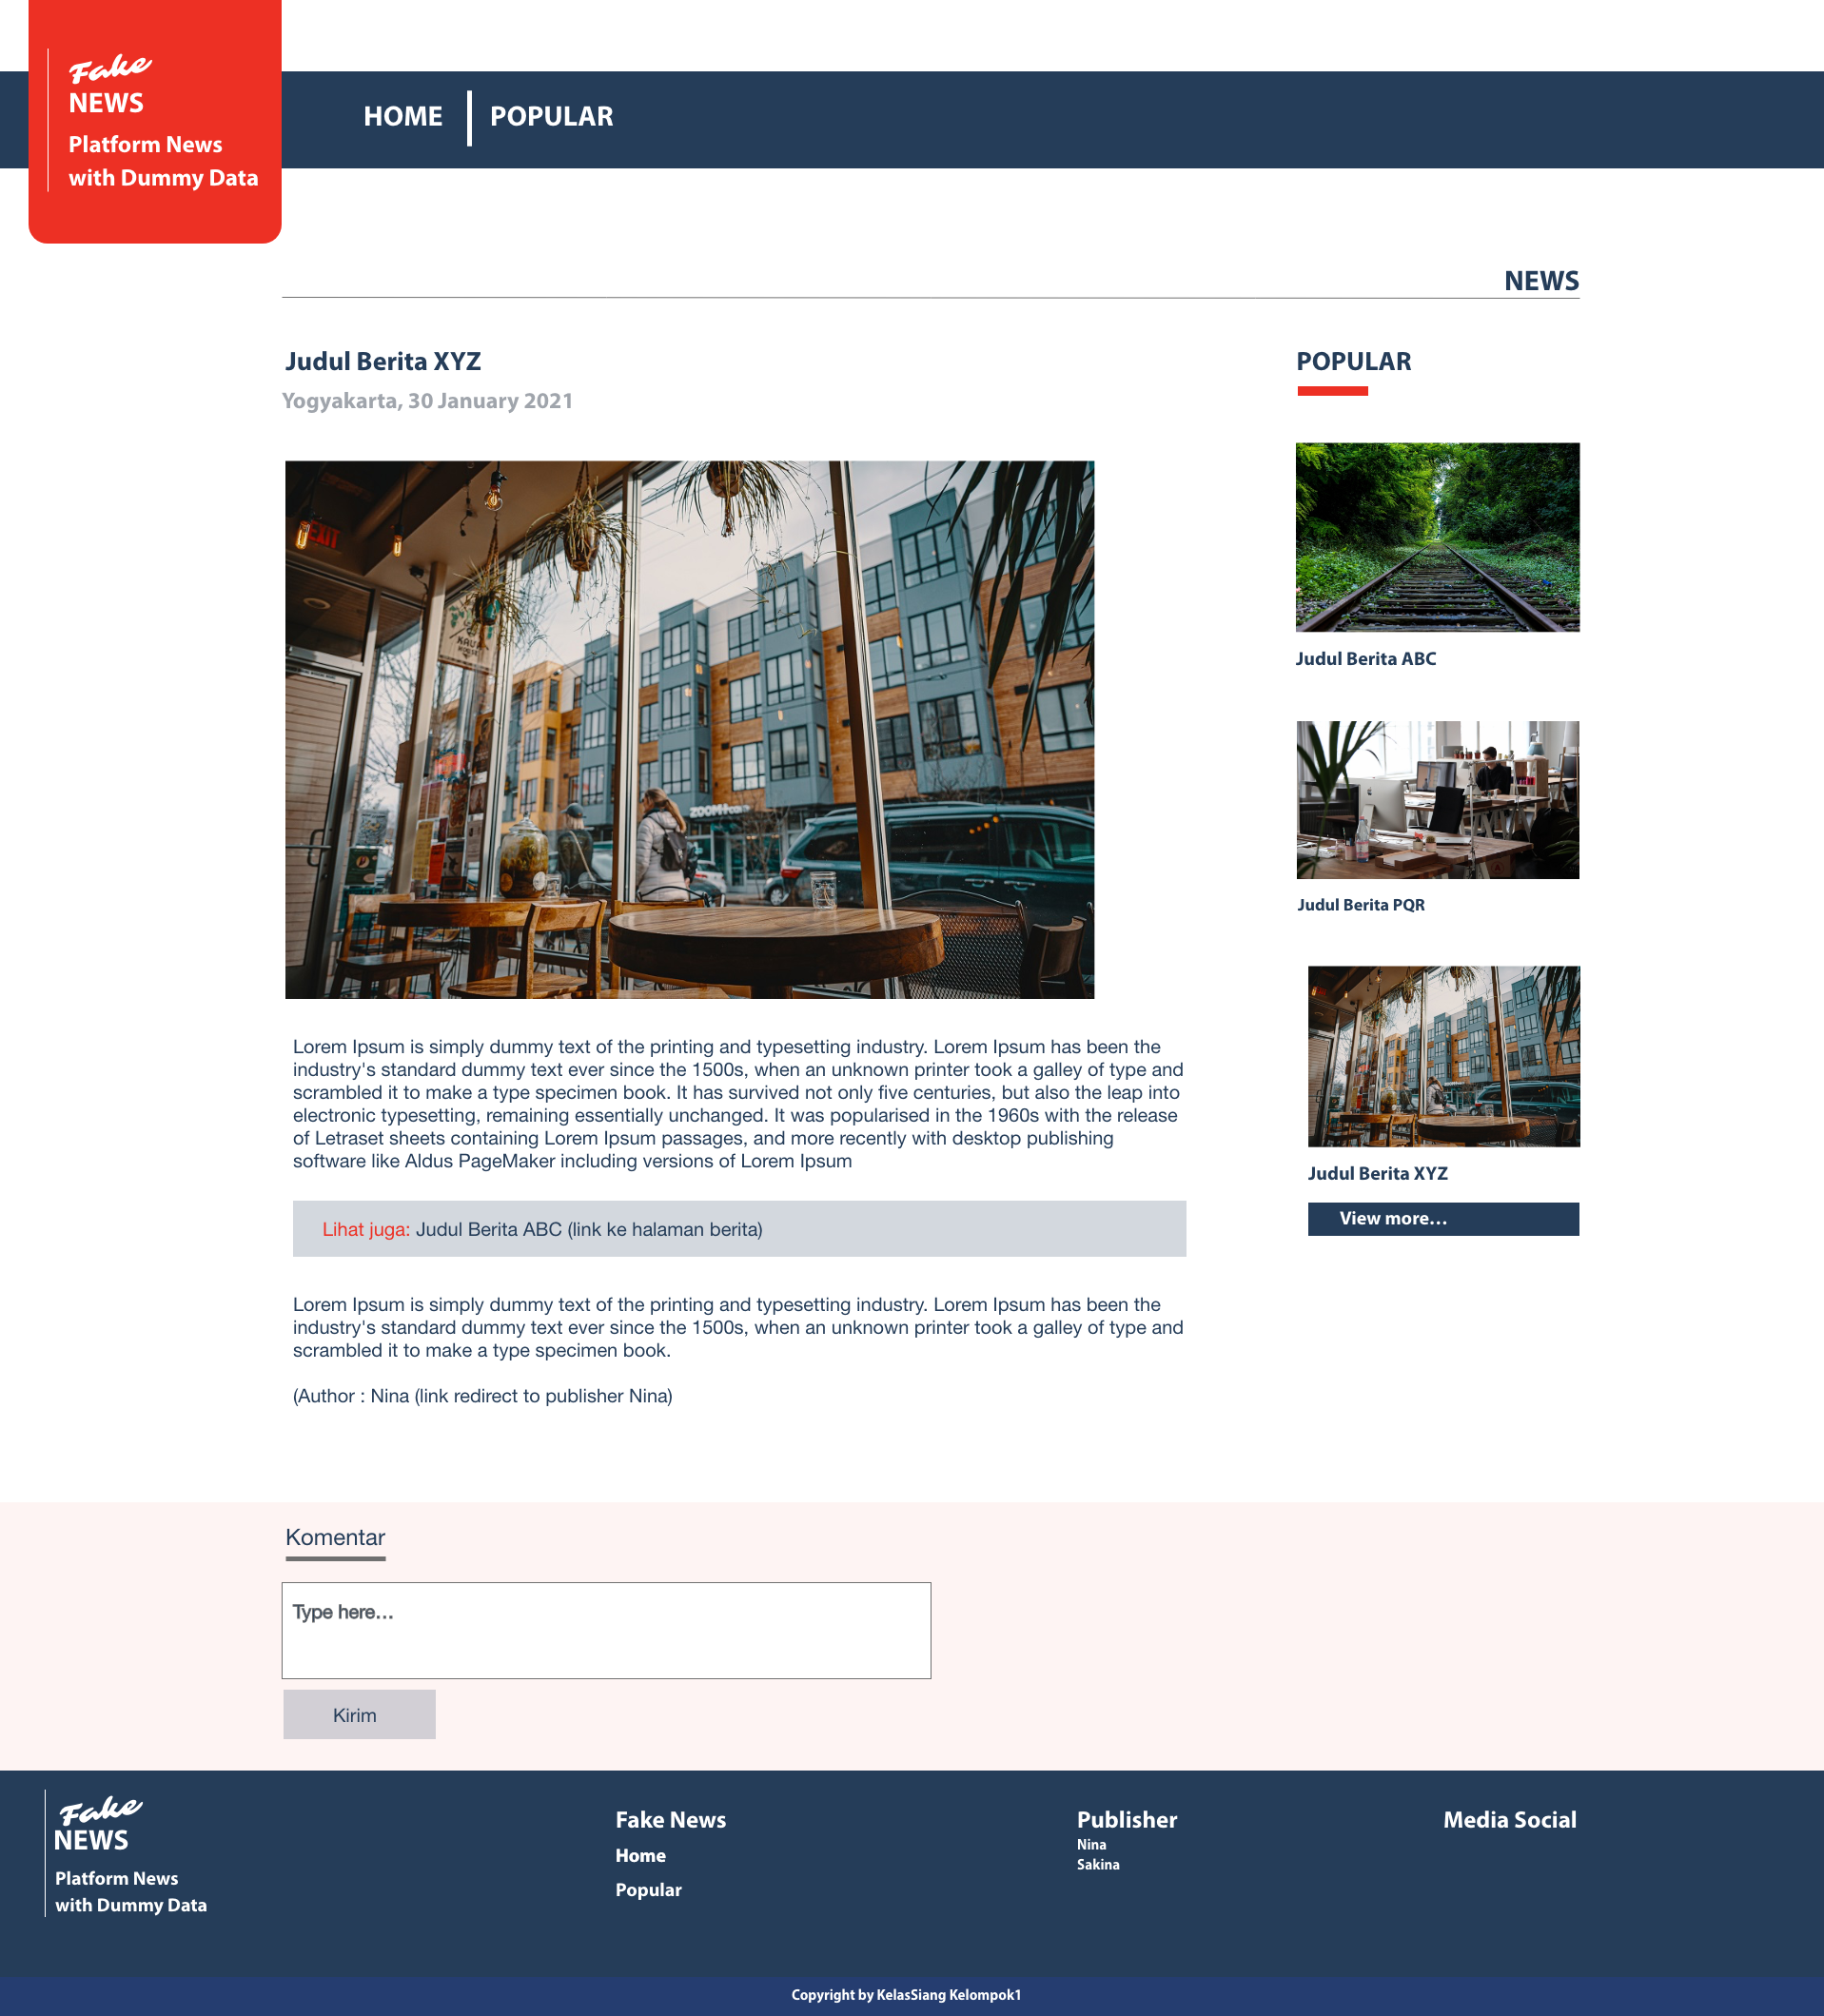 Fake
NEWS
Platform News
with Dummy Data
HOME
POPULAR
NEWS
Judul Berita XYZ
Yogyakarta, 30 January 2021
EXIT
ZOOM+Care
Lorem Ipsum is simply dummy text of the printing and typesetting industry. Lorem Ipsum has been the
industry's standard dummy text ever since the 1500s, when an unknown printer took a galley of type and
scrambled it to make a type specimen book. It has survived not only five centuries, but also the leap into
electronic typesetting, remaining essentially unchanged. It was popularised in the 1960s with the release
of Letraset sheets containing Lorem Ipsum passages, and more recently with desktop publishing
software like Aldus PageMaker including versions of Lorem Ipsum
Lihat juga: Judul Berita ABC (link ke halaman berita)
Lorem Ipsum is simply dummy text of the printing and typesetting industry. Lorem Ipsum has been the
industry's standard dummy text ever since the 1500s, when an unknown printer took a galley of type and
scrambled it to make a type specimen book.
(Author : Nina (link redirect to publisher Nina)
POPULAR
Judul Berita ABC
Judul Berita PQR
Judul Berita XYZ
View more...
Komentar
Type here...
Kirim
Fake
NEWS
Platform News
with Dummy Data
Fake News
Home
Popular
Publisher
Nina
Sakina
Media Social
Copyright by KelasSiang Kelompok1